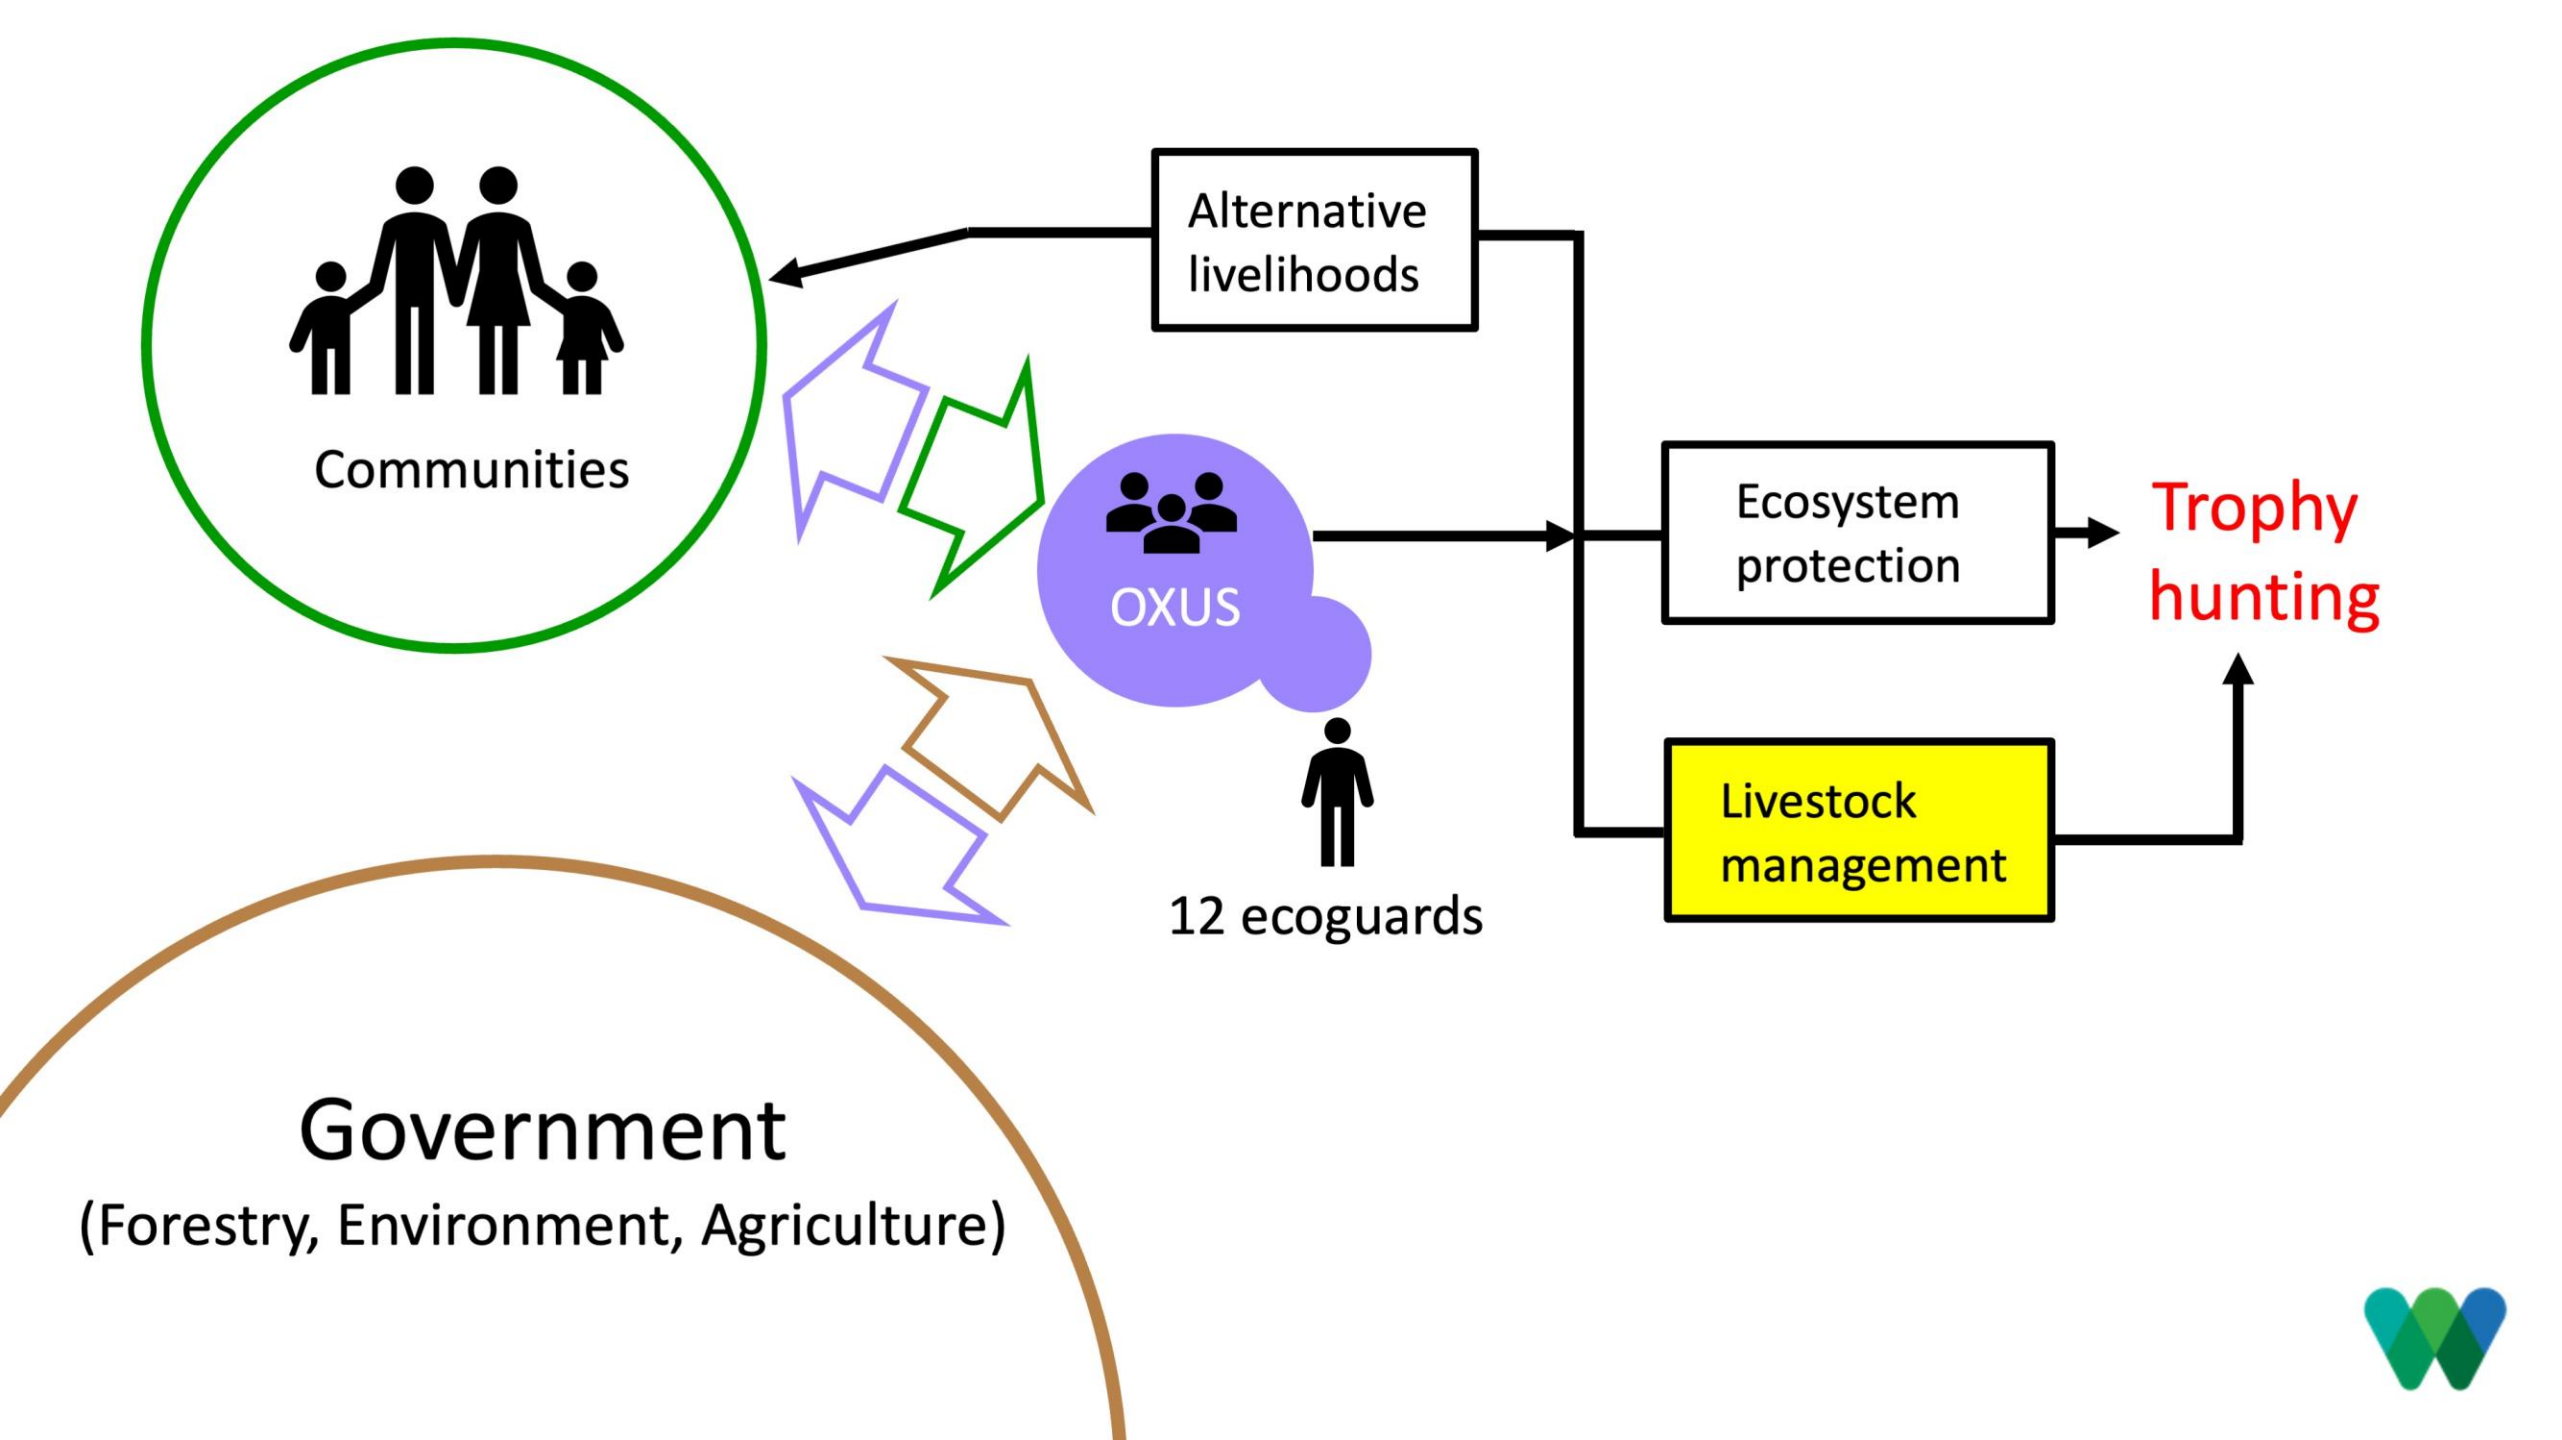 Communities
Alternative
livelihoods
OXUS
12 ecoguards
Ecosystem
protection
Trophy
hunting
Livestock
management
Government
(Forestry, Environment, Agriculture)